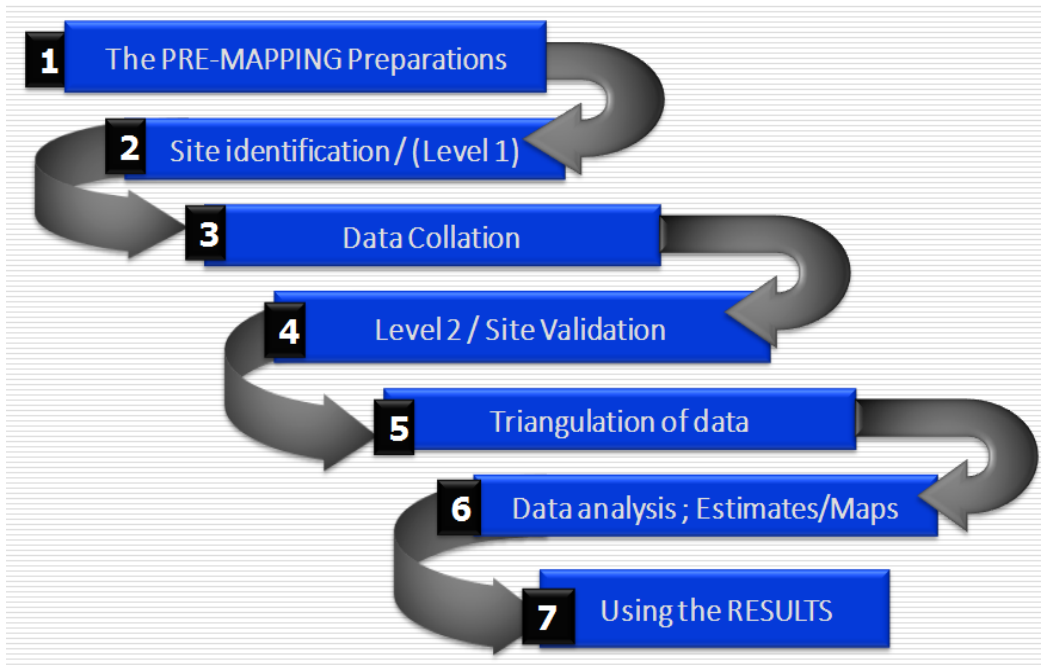 1 The PRE-MAPPING Preparations
2 Site identification / (Level 1)
3 Data Collation
4 Level 2 / Site Validation
5 Triangulation of data
6 Data analysis ; Estimates/Maps
7 Using the RESULTS